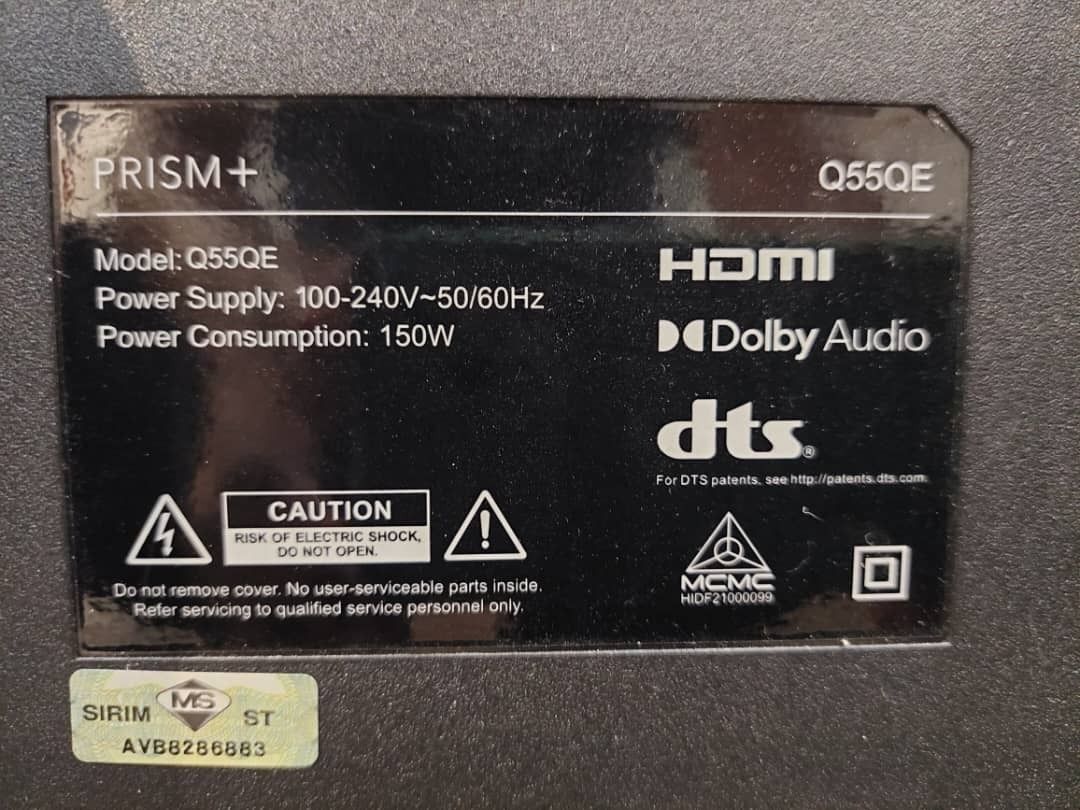 PRISM+
Q55QE
Model: Q55QE
Power Supply: 100-240V~50/60Hz
Power Consumption: 150W
HDMI
Dolby Audio
dts®
For DTS patents, see http://patents.dts.com.
CAUTION
RISK OF ELECTRIC SHOCK,
DO NOT OPEN.
Do not remove cover. No user-serviceable parts inside.
Refer servicing to qualified service personnel only.
MCMC
HIDF21000099
SIRIM MS ST
AVB8286883